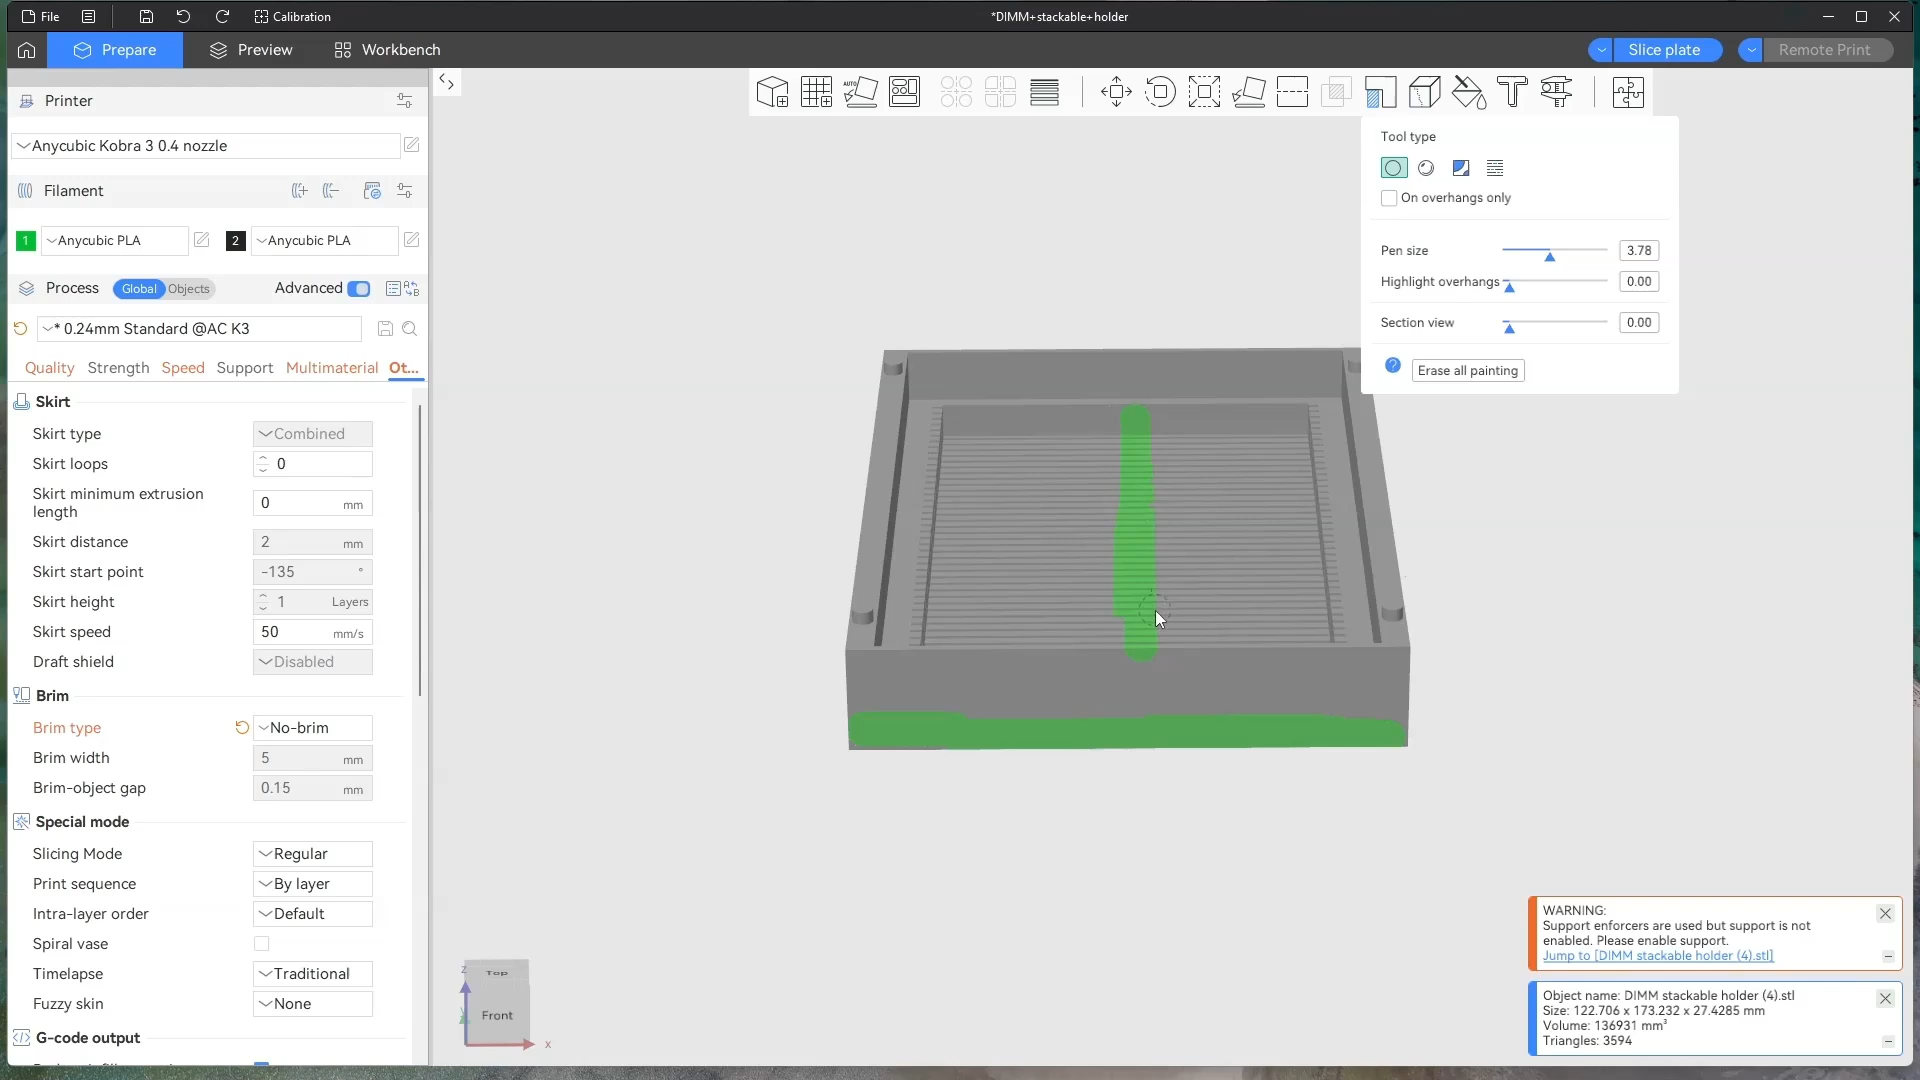 File
Calibration
*DIMM+stackable+holder
Prepare
Preview
Workbench
Slice plate
Remote Print
Printer
Anycubic Kobra 3 0.4 nozzle
Filament
1
Anycubic PLA
2
Anycubic PLA
Process
Global
Objects
Advanced
* 0.24mm Standard @AC K3
Quality
Strength
Speed
Support
Multimaterial
Ot...
Skirt
Skirt type
Combined
Skirt loops
0
Skirt minimum extrusion
length
0 mm
Skirt distance
2 mm
Skirt start point
-135 °
Skirt height
1 Layers
Skirt speed
50 mm/s
Draft shield
Disabled
Brim
Brim type
No-brim
Brim width
5 mm
Brim-object gap
0.15 mm
Special mode
Slicing Mode
Regular
Print sequence
By layer
Intra-layer order
Default
Spiral vase
Timelapse
Traditional
Fuzzy skin
None
G-code output
Tool type
On overhangs only
Pen size
3.78
Highlight overhangs
0.00
Section view
0.00
Erase all painting
Top
Front
z
x
WARNING:
Support enforcers are used but support is not
enabled. Please enable support.
Jump to [DIMM stackable holder (4).stl]
Object name: DIMM stackable holder (4).stl
Size: 122.706 x 173.232 x 27.4285 mm
Volume: 136931 mm³
Triangles: 3594